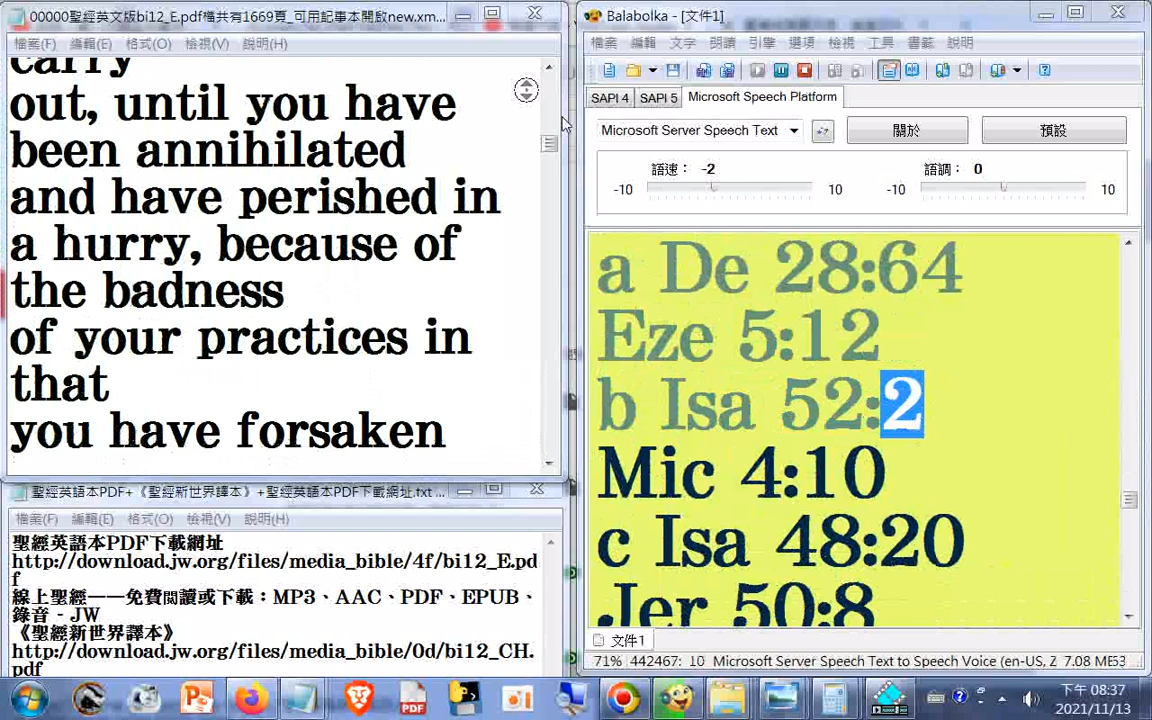 00000聖經英文版bi12_E.pdf檔共有1669頁_可用記事本開啟new.xm...
檔案(F) 編輯(E) 格式(O) 檢視(V) 說明(H)
carry
out, until you have
been annihilated
and have perished in
a hurry, because of
the badness
of your practices in
that
you have forsaken
聖經英語本PDF+《聖經新世界譯本》+聖經英語本PDF下載網址.txt ...
檔案(F) 編輯(E) 格式(O) 檢視(V) 說明(H)
聖經英語本PDF下載網址
http://download.jw.org/files/media_bible/4f/bi12_E.pd
f
線上聖經——免費閱讀或下載：MP3、AAC、PDF、EPUB、
錄音 - JW
《聖經新世界譯本》
http://download.jw.org/files/media_bible/0d/bi12_CH.
pdf
Balabolka - [文件1]
檔案 編輯 文字 朗讀 引擎 選項 檢視 工具 書籤 說明
SAPI 4 SAPI 5 Microsoft Speech Platform
Microsoft Server Speech Text 關於 預設
語速： -2 語調： 0
-10 10 -10 10
a De 28:64
Eze 5:12
b Isa 52:2
Mic 4:10
c Isa 48:20
Jer 50:8
文件1
71% 442467: 10 Microsoft Server Speech Text to Speech Voice (en-US, Z 7.08 ME53
下午 08:37
2021/11/13